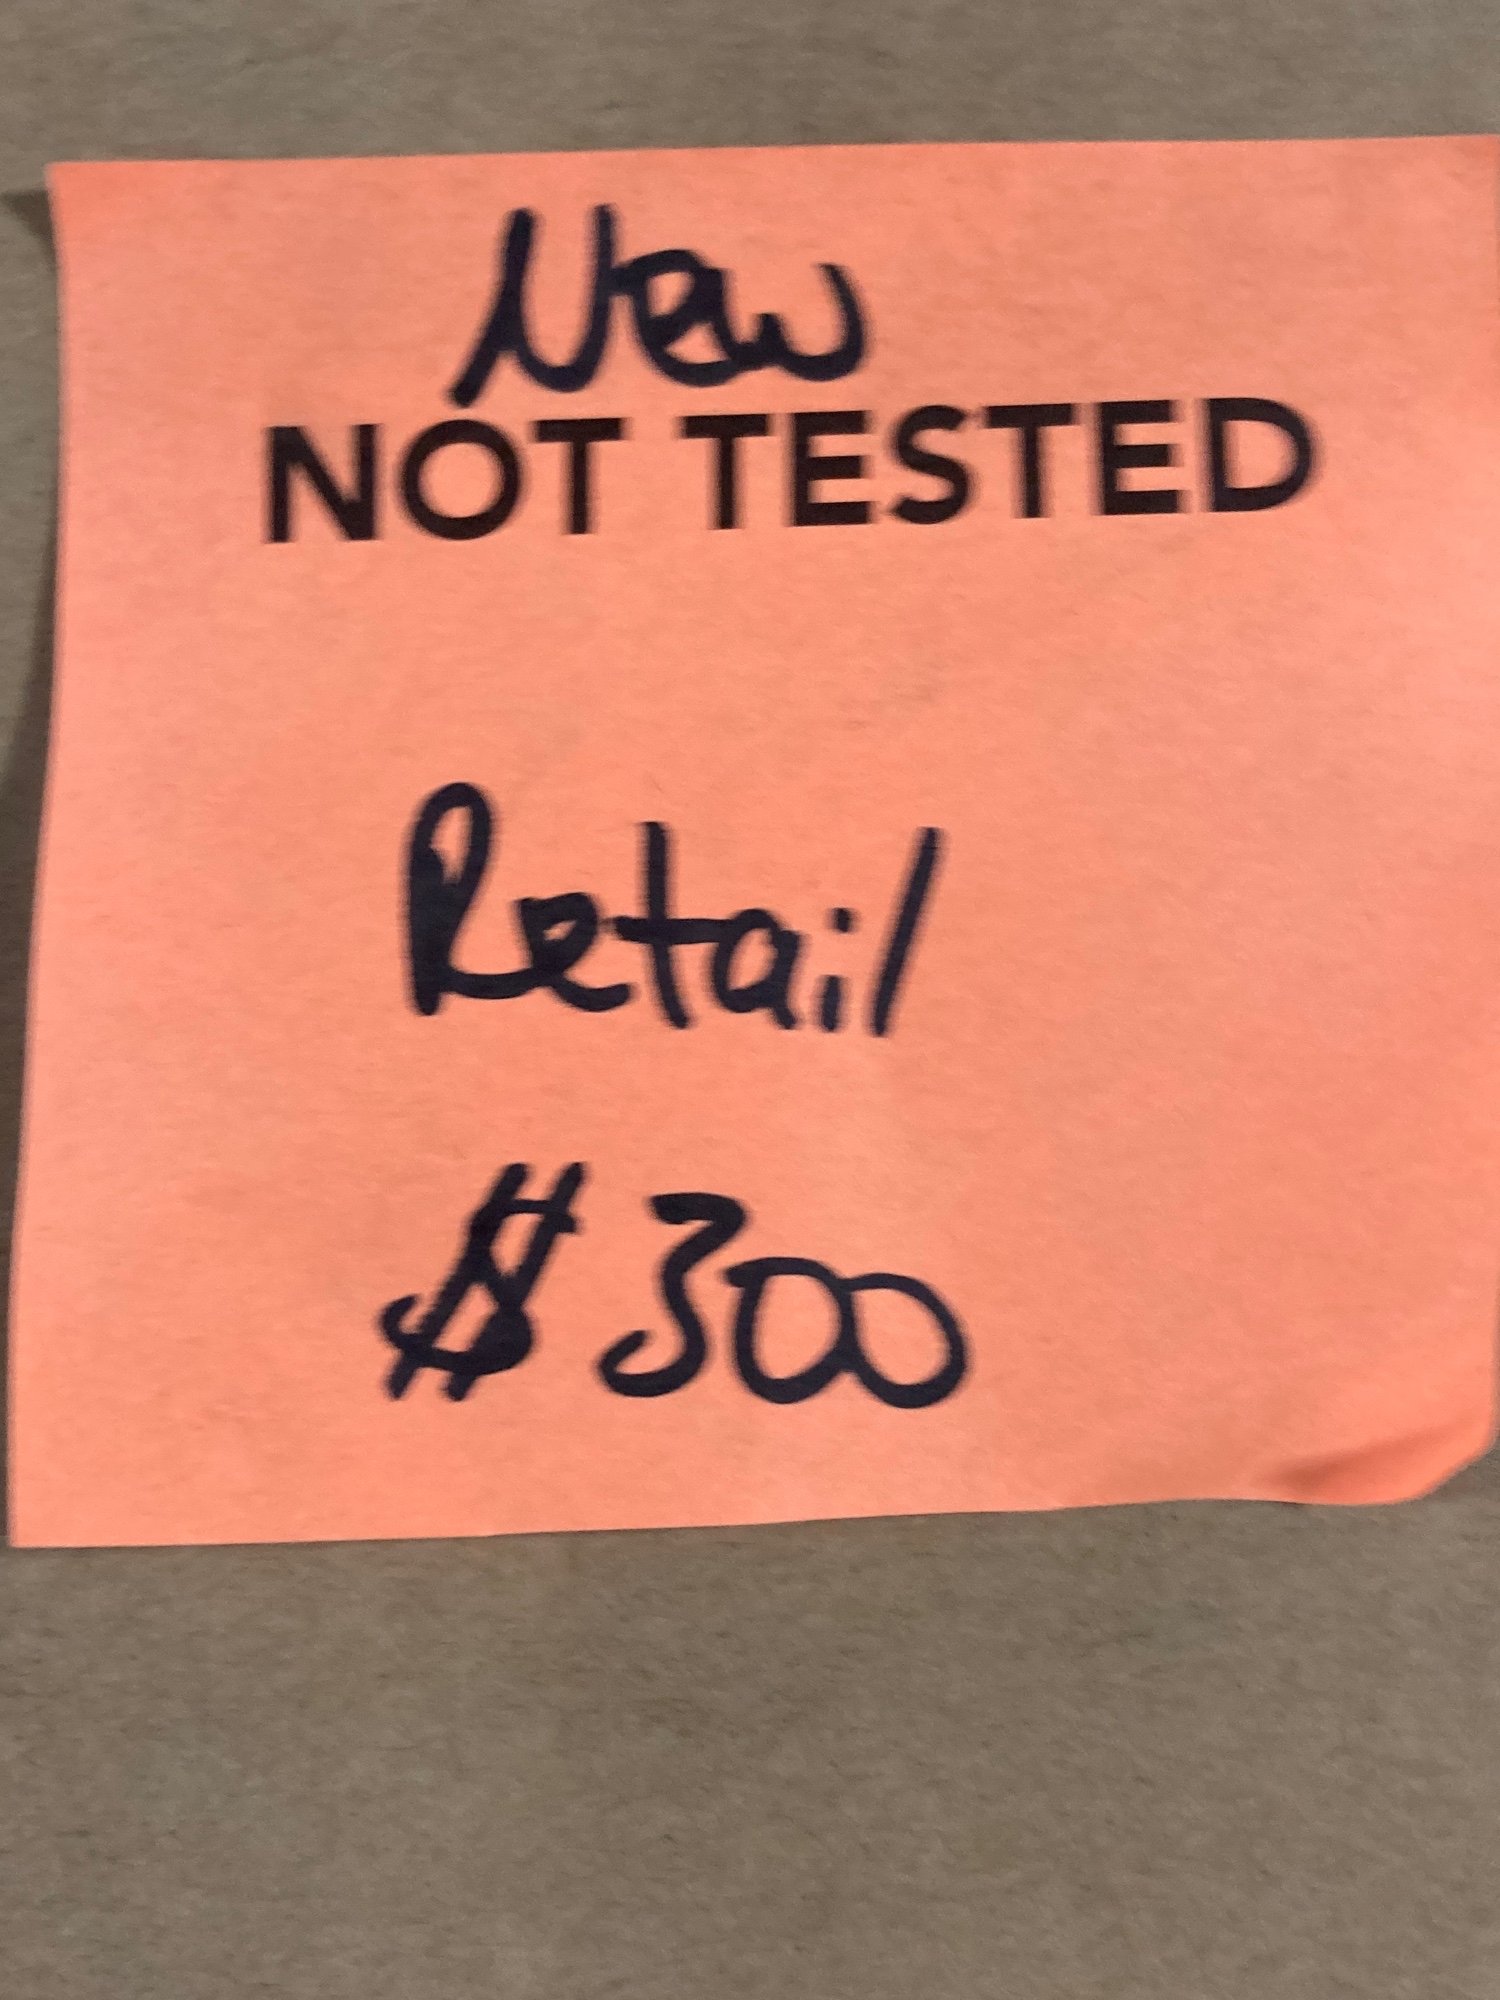 New
NOT TESTED
Retail
$300